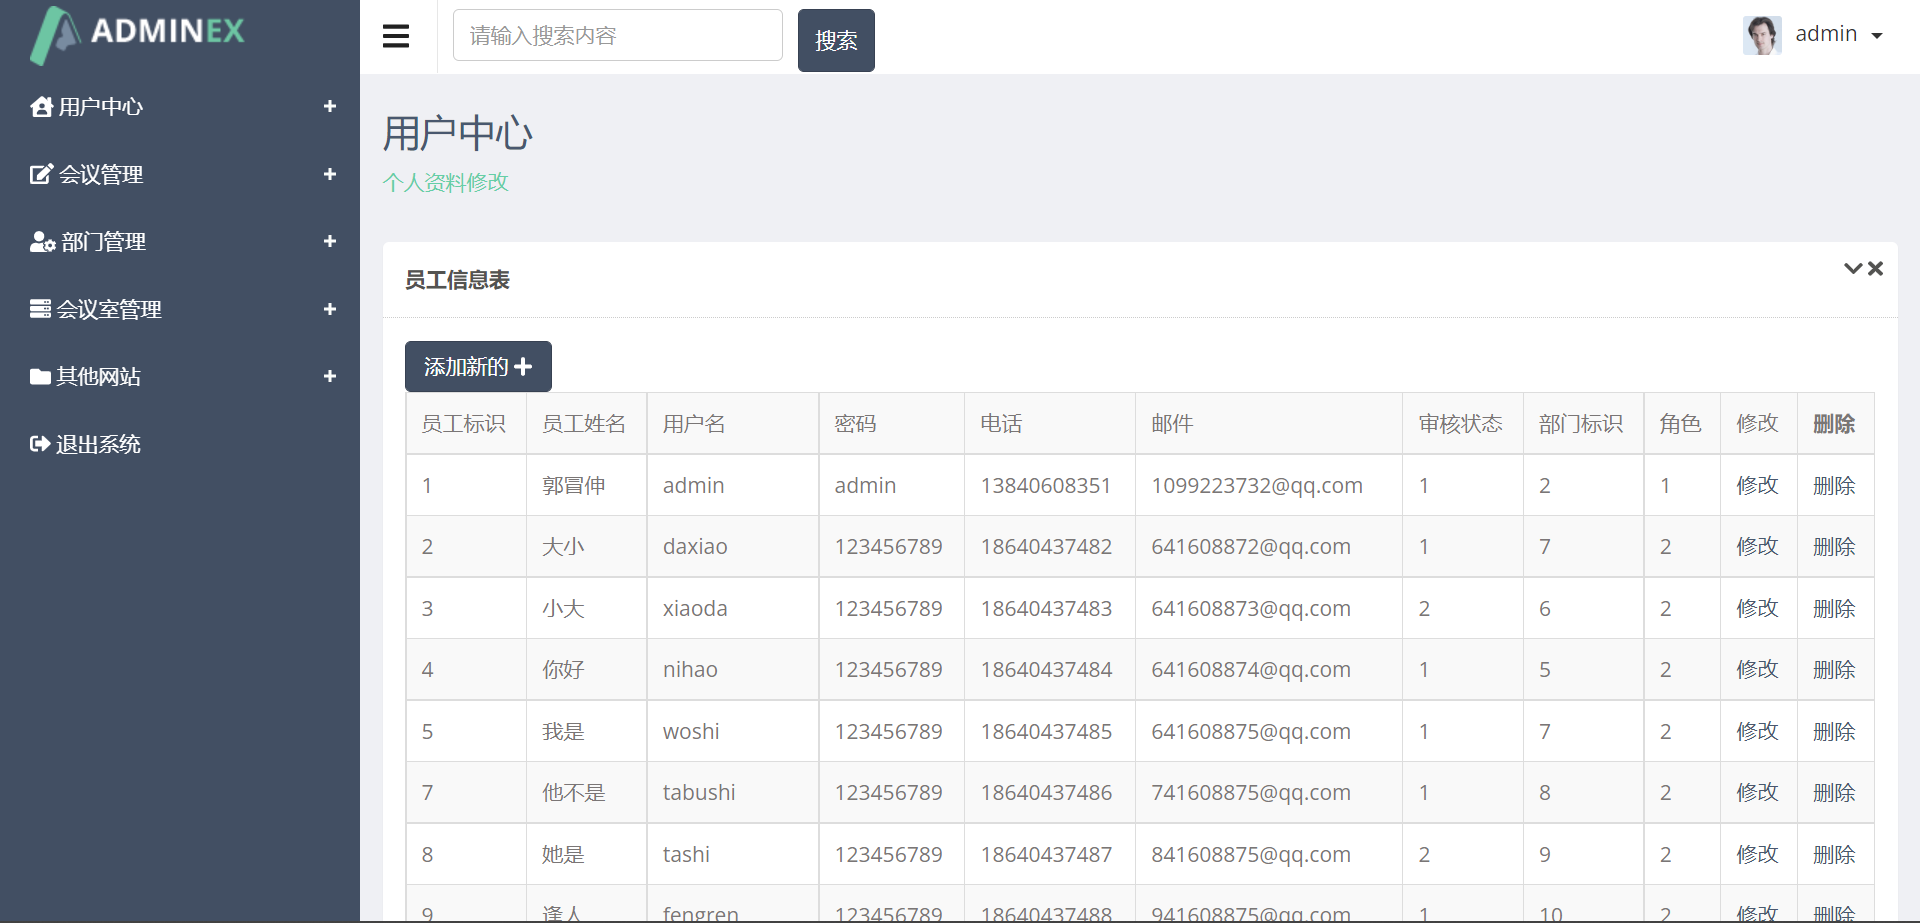 ADMINEX
用户中心
会议管理
部门管理
会议室管理
其他网站
退出系统
请输入搜索内容
搜索
admin
用户中心
个人资料修改
员工信息表
添加新的
员工标识 员工姓名 用户名 密码 电话 邮件 审核状态 部门标识 角色 修改 删除
1 郭冒伸 admin admin 13840608351 1099223732@qq.com 1 2 1 修改 删除
2 大小 daxiao 123456789 18640437482 641608872@qq.com 1 7 2 修改 删除
3 小大 xiaoda 123456789 18640437483 641608873@qq.com 2 6 2 修改 删除
4 你好 nihao 123456789 18640437484 641608874@qq.com 1 5 2 修改 删除
5 我是 woshi 123456789 18640437485 641608875@qq.com 1 7 2 修改 删除
7 他不是 tabushi 123456789 18640437486 741608875@qq.com 1 8 2 修改 删除
8 她是 tashi 123456789 18640437487 841608875@qq.com 2 9 2 修改 删除
9 逢人 fengren 123456789 18640437488 941608875@qq.com 1 10 2 修改 删除